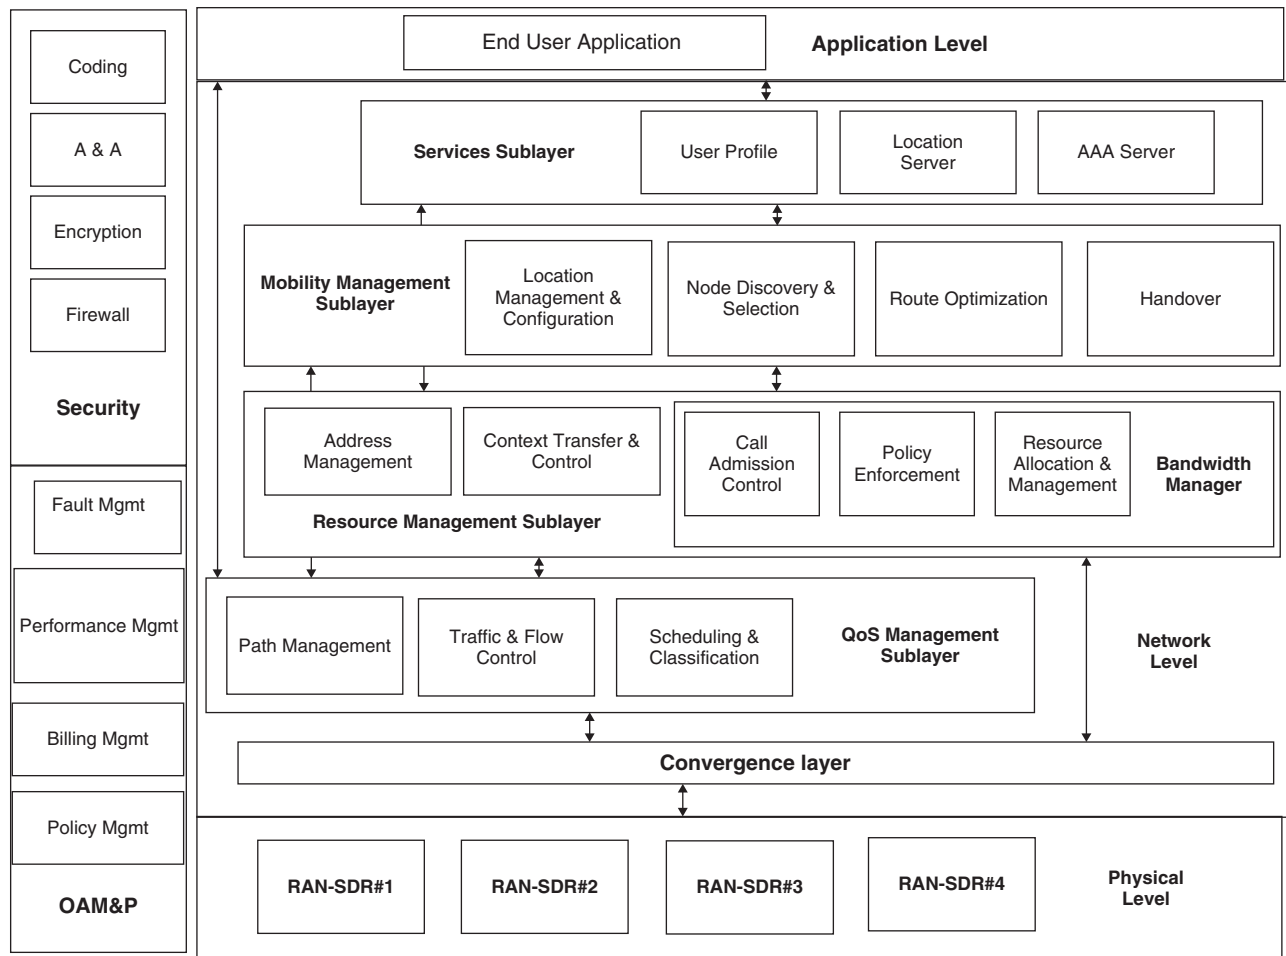 Coding
A & A
Encryption
Firewall
Security
Fault Mgmt
Performance Mgmt
Billing Mgmt
Policy Mgmt
OAM&P
End User Application
Application Level
Services Sublayer
User Profile
Location
Server
AAA Server
Mobility Management
Sublayer
Location
Management &
Configuration
Node Discovery &
Selection
Route Optimization
Handover
Address
Management
Context Transfer &
Control
Resource Management Sublayer
Call
Admission
Control
Policy
Enforcement
Resource
Allocation &
Management
Bandwidth
Manager
Path Management
Traffic & Flow
Control
Scheduling &
Classification
QoS Management
Sublayer
Network
Level
Convergence layer
RAN-SDR#1
RAN-SDR#2
RAN-SDR#3
RAN-SDR#4
Physical
Level